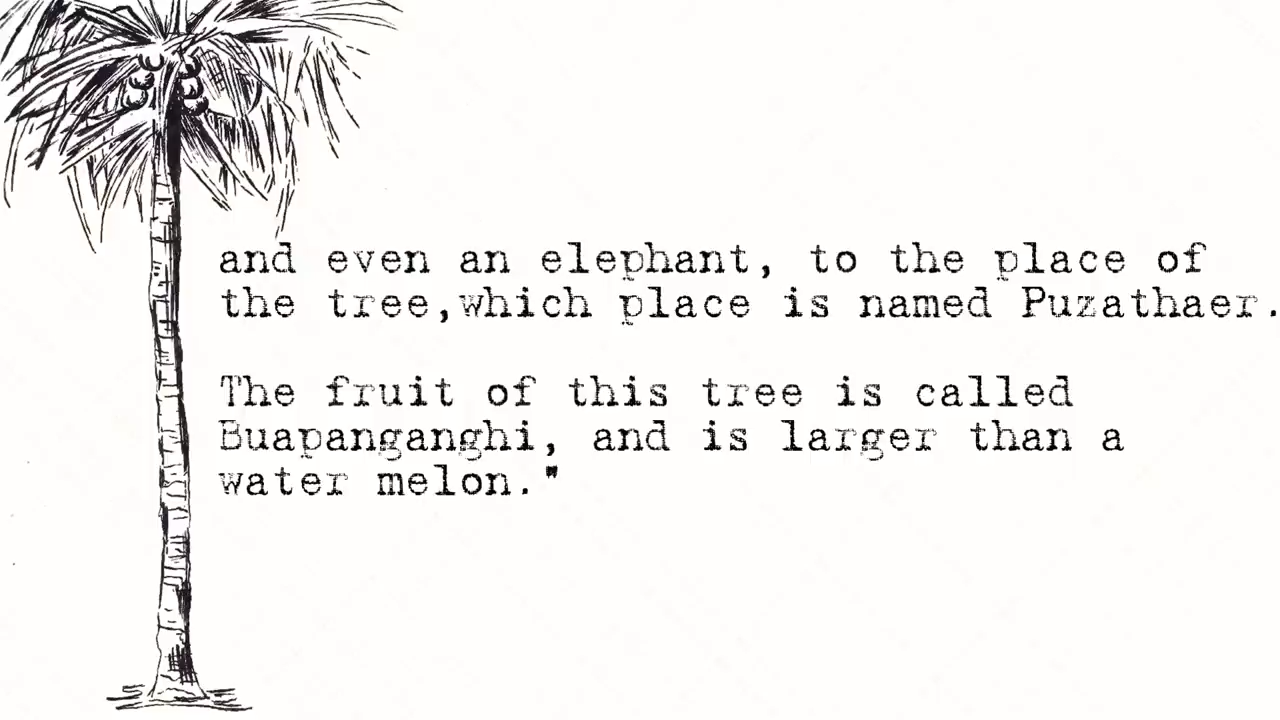 and even an elephant, to the place of
the tree,which place is named Puzathaer.
The fruit of this tree is called
Buapanganghi, and is larger than a
water melon."